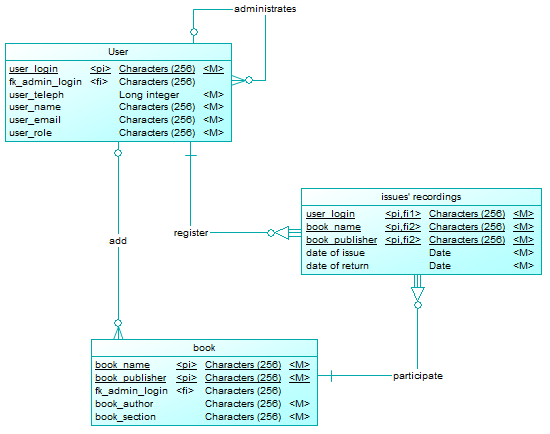 administrates
User
user_login <pi> Characters (256) <M>
fk_admin_login <fi> Characters (256)
user_teleph Long integer <M>
user_name Characters (256) <M>
user_email Characters (256) <M>
user_role Characters (256) <M>
issues' recordings
user_login <pi,fi1> Characters (256) <M>
book_name <pi,fi2> Characters (256) <M>
book_publisher <pi,fi2> Characters (256) <M>
date of issue Date <M>
date of return Date <M>
register
add
book
book_name <pi> Characters (256) <M>
book_publisher <pi> Characters (256) <M>
fk_admin_login <fi> Characters (256)
book_author Characters (256) <M>
book_section Characters (256) <M>
participate